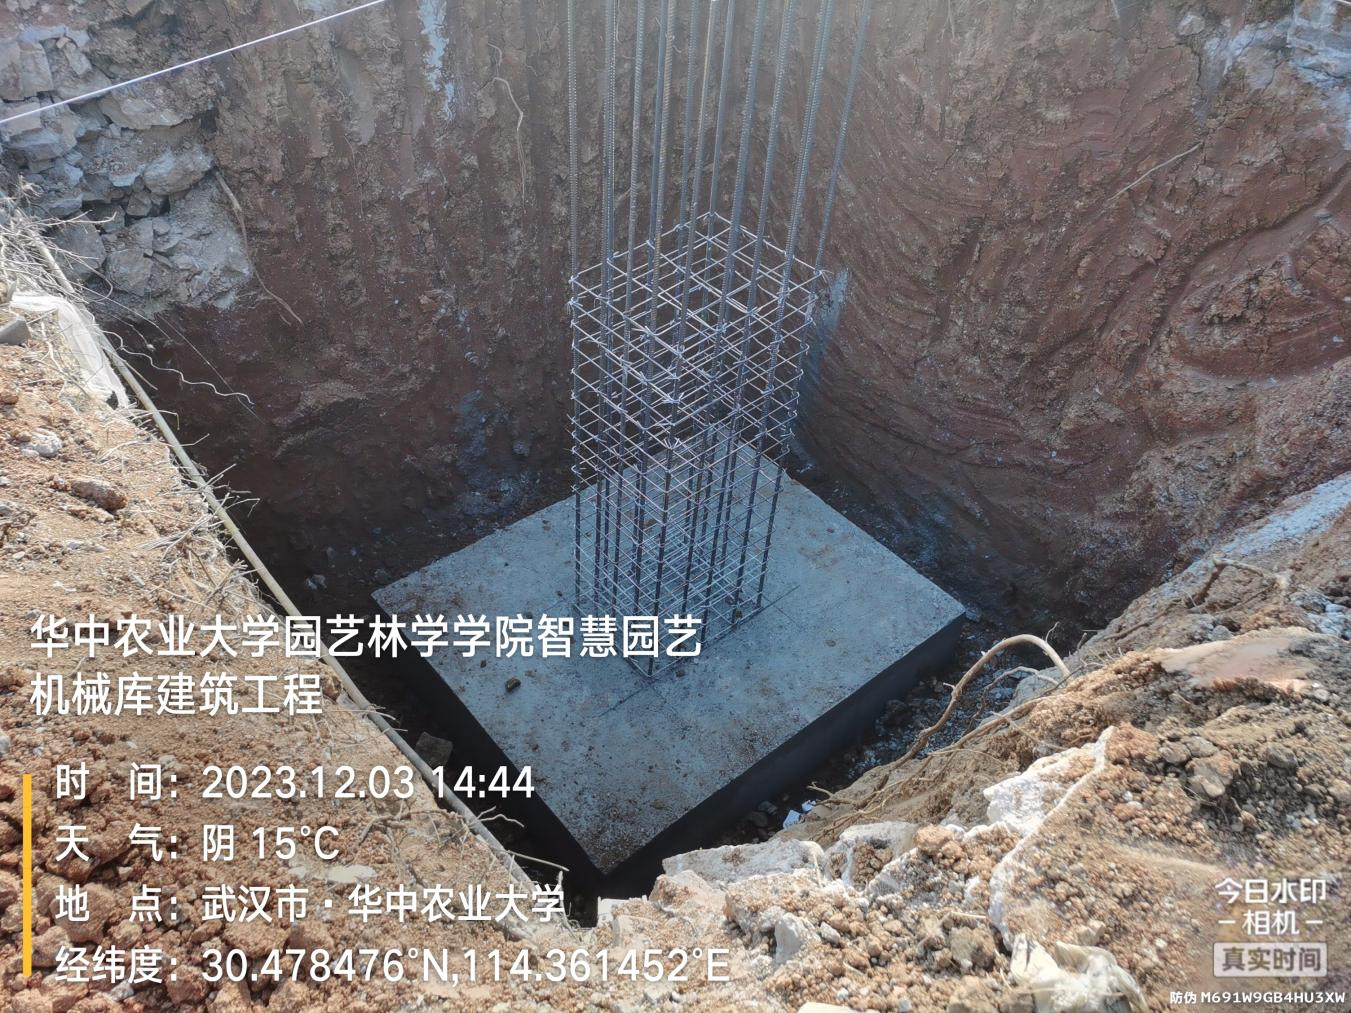 华中农业大学园艺林学学院智慧园艺
机械库建筑工程
时 间：2023.12.03 14:44
天 气：阴 15℃
地 点：武汉市·华中农业大学
经纬度：30.478476°N,114.361452°E
今日水印
相机
真实时间
防伪 M691W9GB4HU3XW